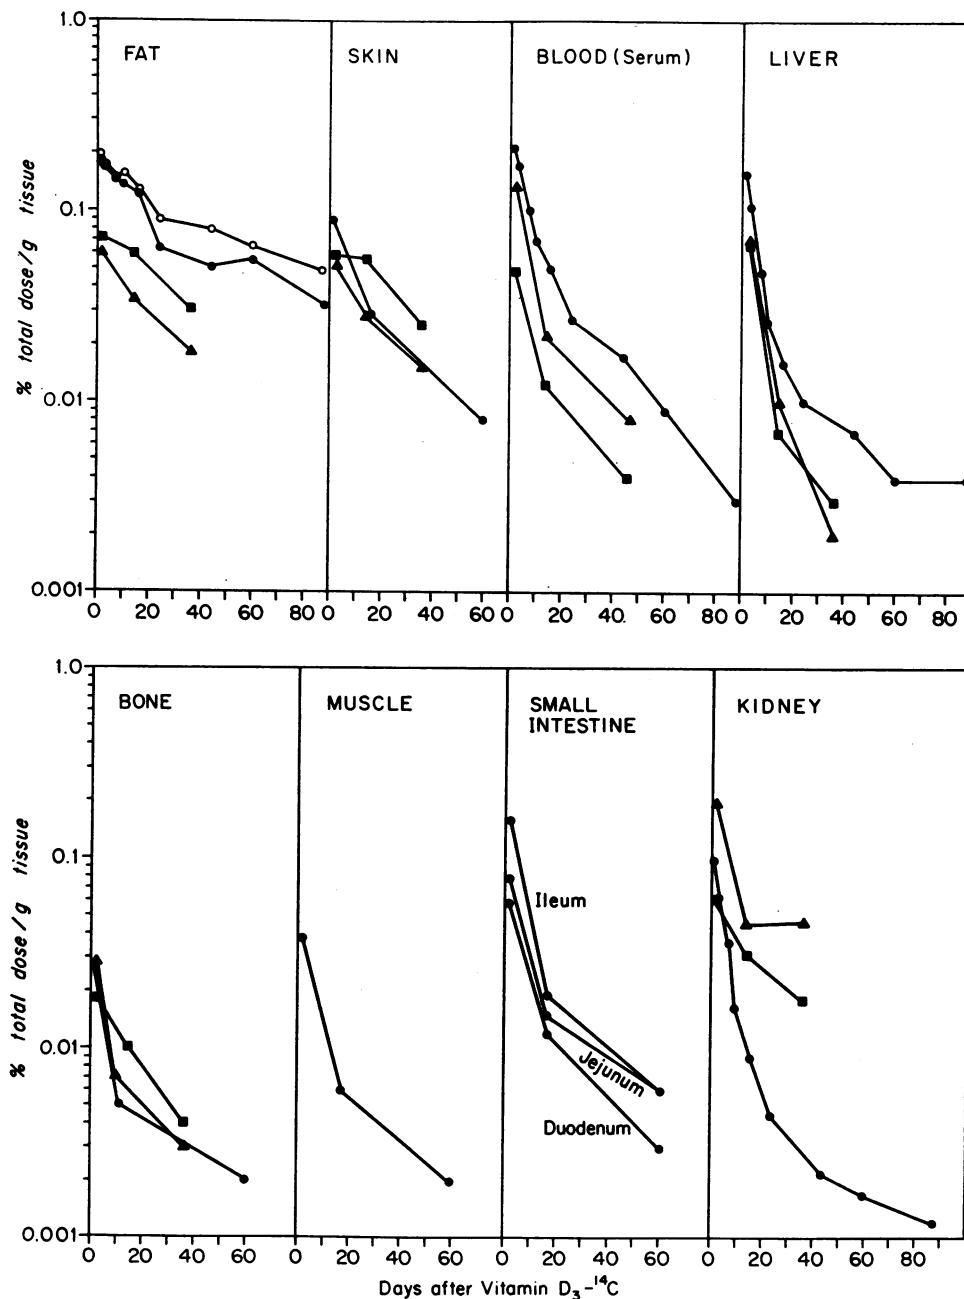 1.0
0.1
0.01
0.001
% total dose/g tissue
FAT
SKIN
BLOOD (Serum)
LIVER
0 20 40 60 80
0 20 40 60
0 20 40 60 80
0 20 40 60 80
1.0
0.1
0.01
0.001
% total dose/g tissue
BONE
MUSCLE
SMALL
INTESTINE
KIDNEY
Ileum
Jejunum
Duodenum
0 20 40 60
0 20 40 60
0 20 40 60
0 20 40 60 80
Days after Vitamin D₃-¹⁴C